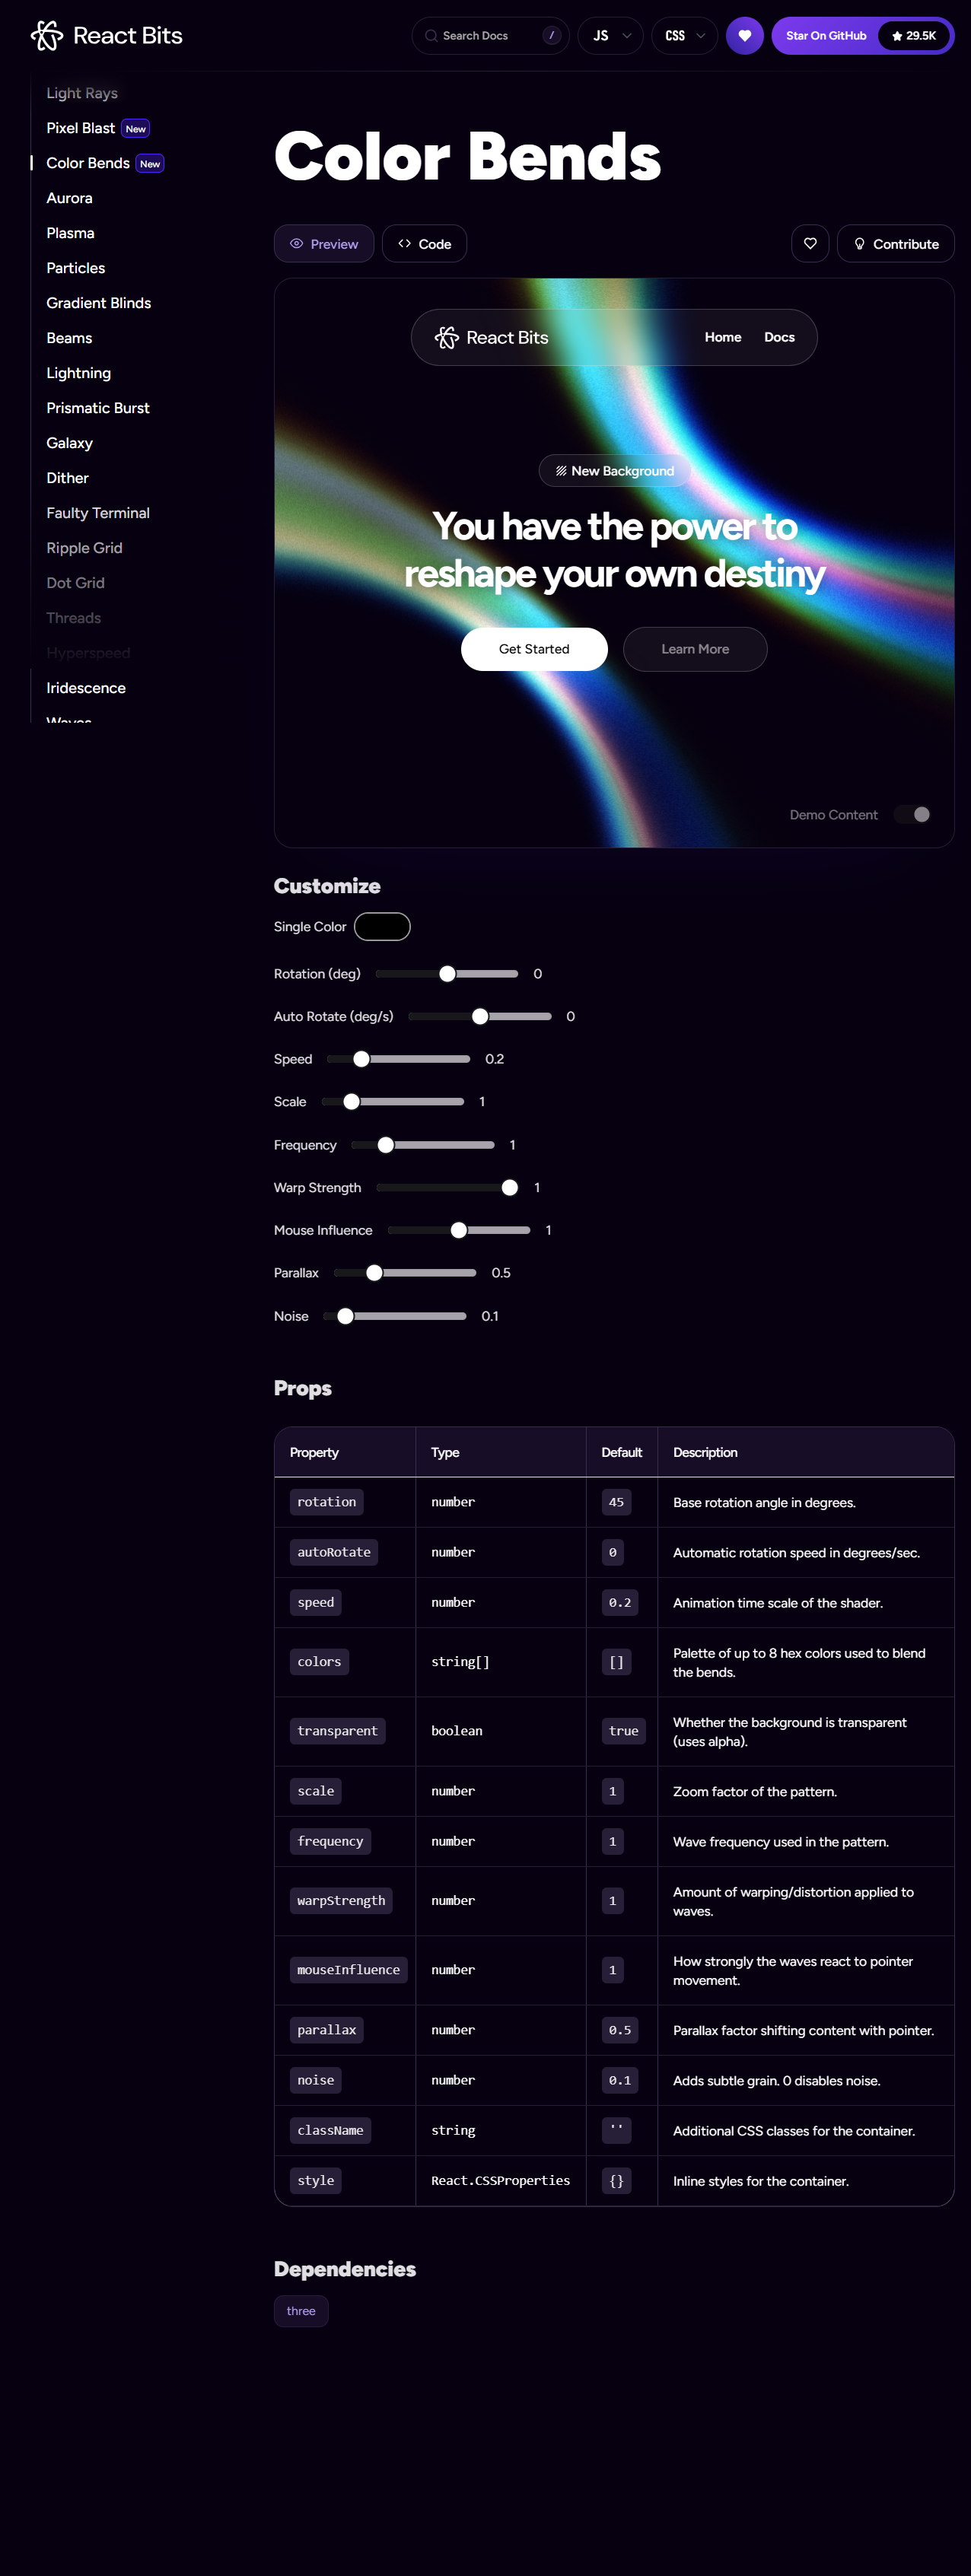 React Bits
Search Docs
/
JS
CSS
Star On GitHub
29.5K
Light Rays
Pixel Blast New
Color Bends New
Aurora
Plasma
Particles
Gradient Blinds
Beams
Lightning
Prismatic Burst
Galaxy
Dither
Faulty Terminal
Ripple Grid
Dot Grid
Threads
Hyperspeed
Iridescence
Waves
Color Bends
Preview
Code
Contribute
React Bits
Home
Docs
New Background
You have the power to
reshape your own destiny
Get Started
Learn More
Demo Content
Customize
Single Color
Rotation (deg) 0
Auto Rotate (deg/s) 0
Speed 0.2
Scale 1
Frequency 1
Warp Strength 1
Mouse Influence 1
Parallax 0.5
Noise 0.1
Props
Property Type Default Description
rotation number 45 Base rotation angle in degrees.
autoRotate number 0 Automatic rotation speed in degrees/sec.
speed number 0.2 Animation time scale of the shader.
colors string[] [] Palette of up to 8 hex colors used to blend
the bends.
transparent boolean true Whether the background is transparent
(uses alpha).
scale number 1 Zoom factor of the pattern.
frequency number 1 Wave frequency used in the pattern.
warpStrength number 1 Amount of warping/distortion applied to
waves.
mouseInfluence number 1 How strongly the waves react to pointer
movement.
parallax number 0.5 Parallax factor shifting content with pointer.
noise number 0.1 Adds subtle grain. 0 disables noise.
className string '' Additional CSS classes for the container.
style React.CSSProperties {} Inline styles for the container.
Dependencies
three